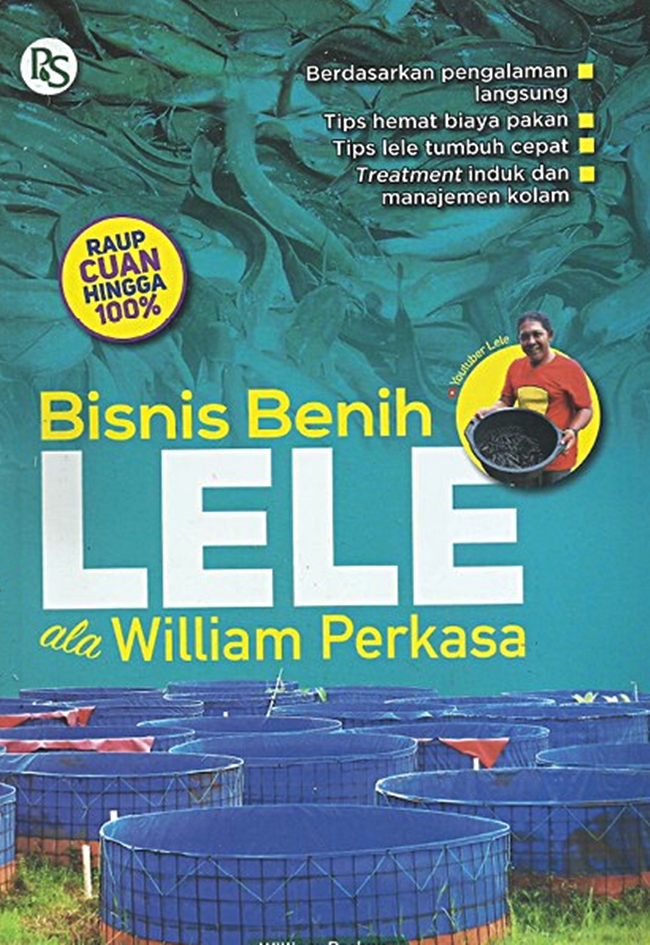 PS
Berdasarkan pengalaman
langsung
Tips hemat biaya pakan
Tips lele tumbuh cepat
Treatment induk dan
manajemen kolam
RAUP
CUAN
HINGGA
100%
Youtuber Lele
Bisnis Benih
LELE
ala William Perkasa